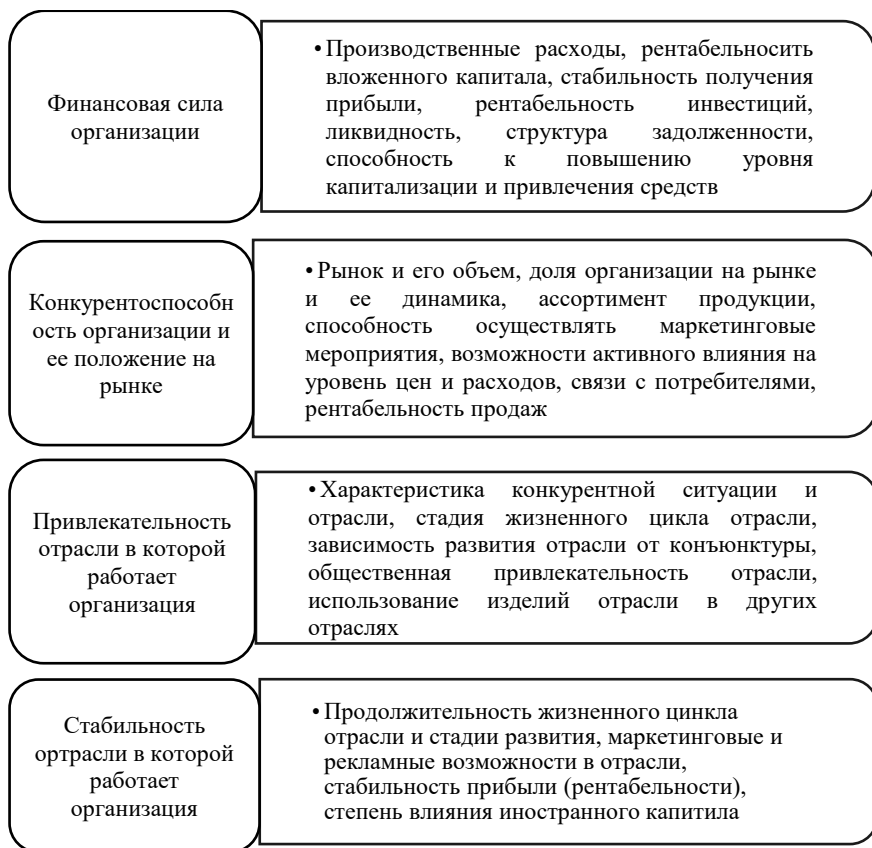 Финансовая сила
организации
• Производственные расходы, рентабельносить
вложенного капитала, стабильность получения
прибыли, рентабельность инвестиций,
ликвидность, структура задолженности,
способность к повышению уровня
капитализации и привлечения средств
Конкурентоспособн
ость организации и
ее положение на
рынке
• Рынок и его объем, доля организации на рынке
и ее динамика, ассортимент продукции,
способность осуществлять маркетинговые
мероприятия, возможности активного влияния на
уровень цен и расходов, связи с потребителями,
рентабельность продаж
Привлекательность
отрасли в которой
работает
организация
• Характеристика конкурентной ситуации и
отрасли, стадия жизненного цикла отрасли,
зависимость развития отрасли от конъюнктуры,
общественная привлекательность отрасли,
использование изделий отрасли в других
отраслях
Стабильность
ортрасли в которой
работает
организация
• Продолжительность жизненного цинкла
отрасли и стадии развития, маркетинговые и
рекламные возможности в отрасли,
стабильность прибыли (рентабельности),
степень влияния иностранного капитила